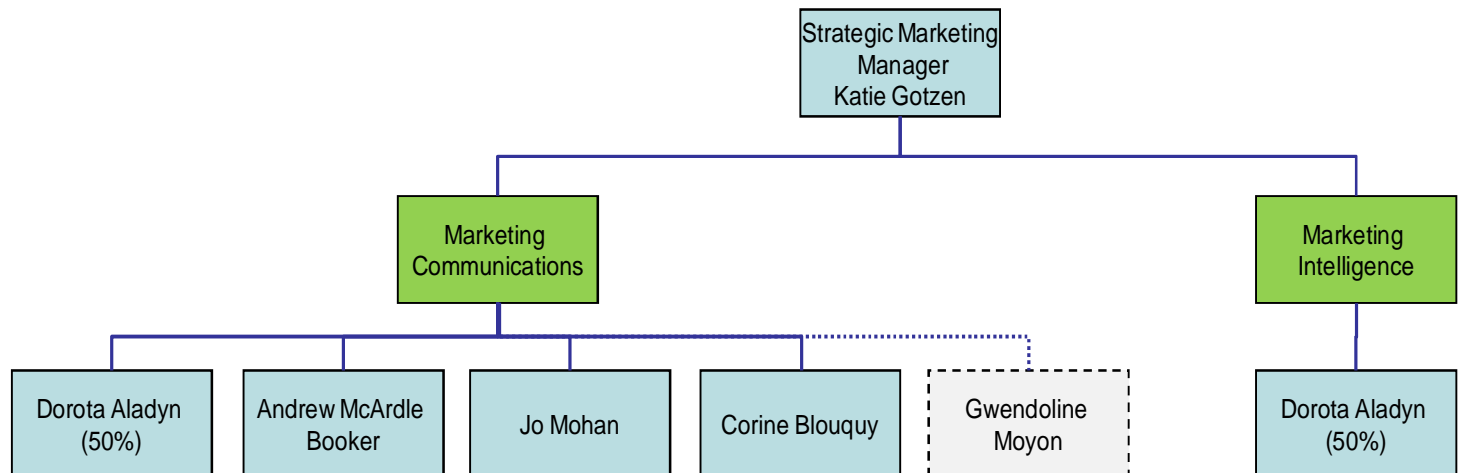 Strategic Marketing
Manager
Katie Gotzen
Marketing
Communications
Marketing
Intelligence
Dorota Aladyn
(50%)
Andrew McArdle
Booker
Jo Mohan
Corine Blouquy
Gwendoline
Moyon
Dorota Aladyn
(50%)